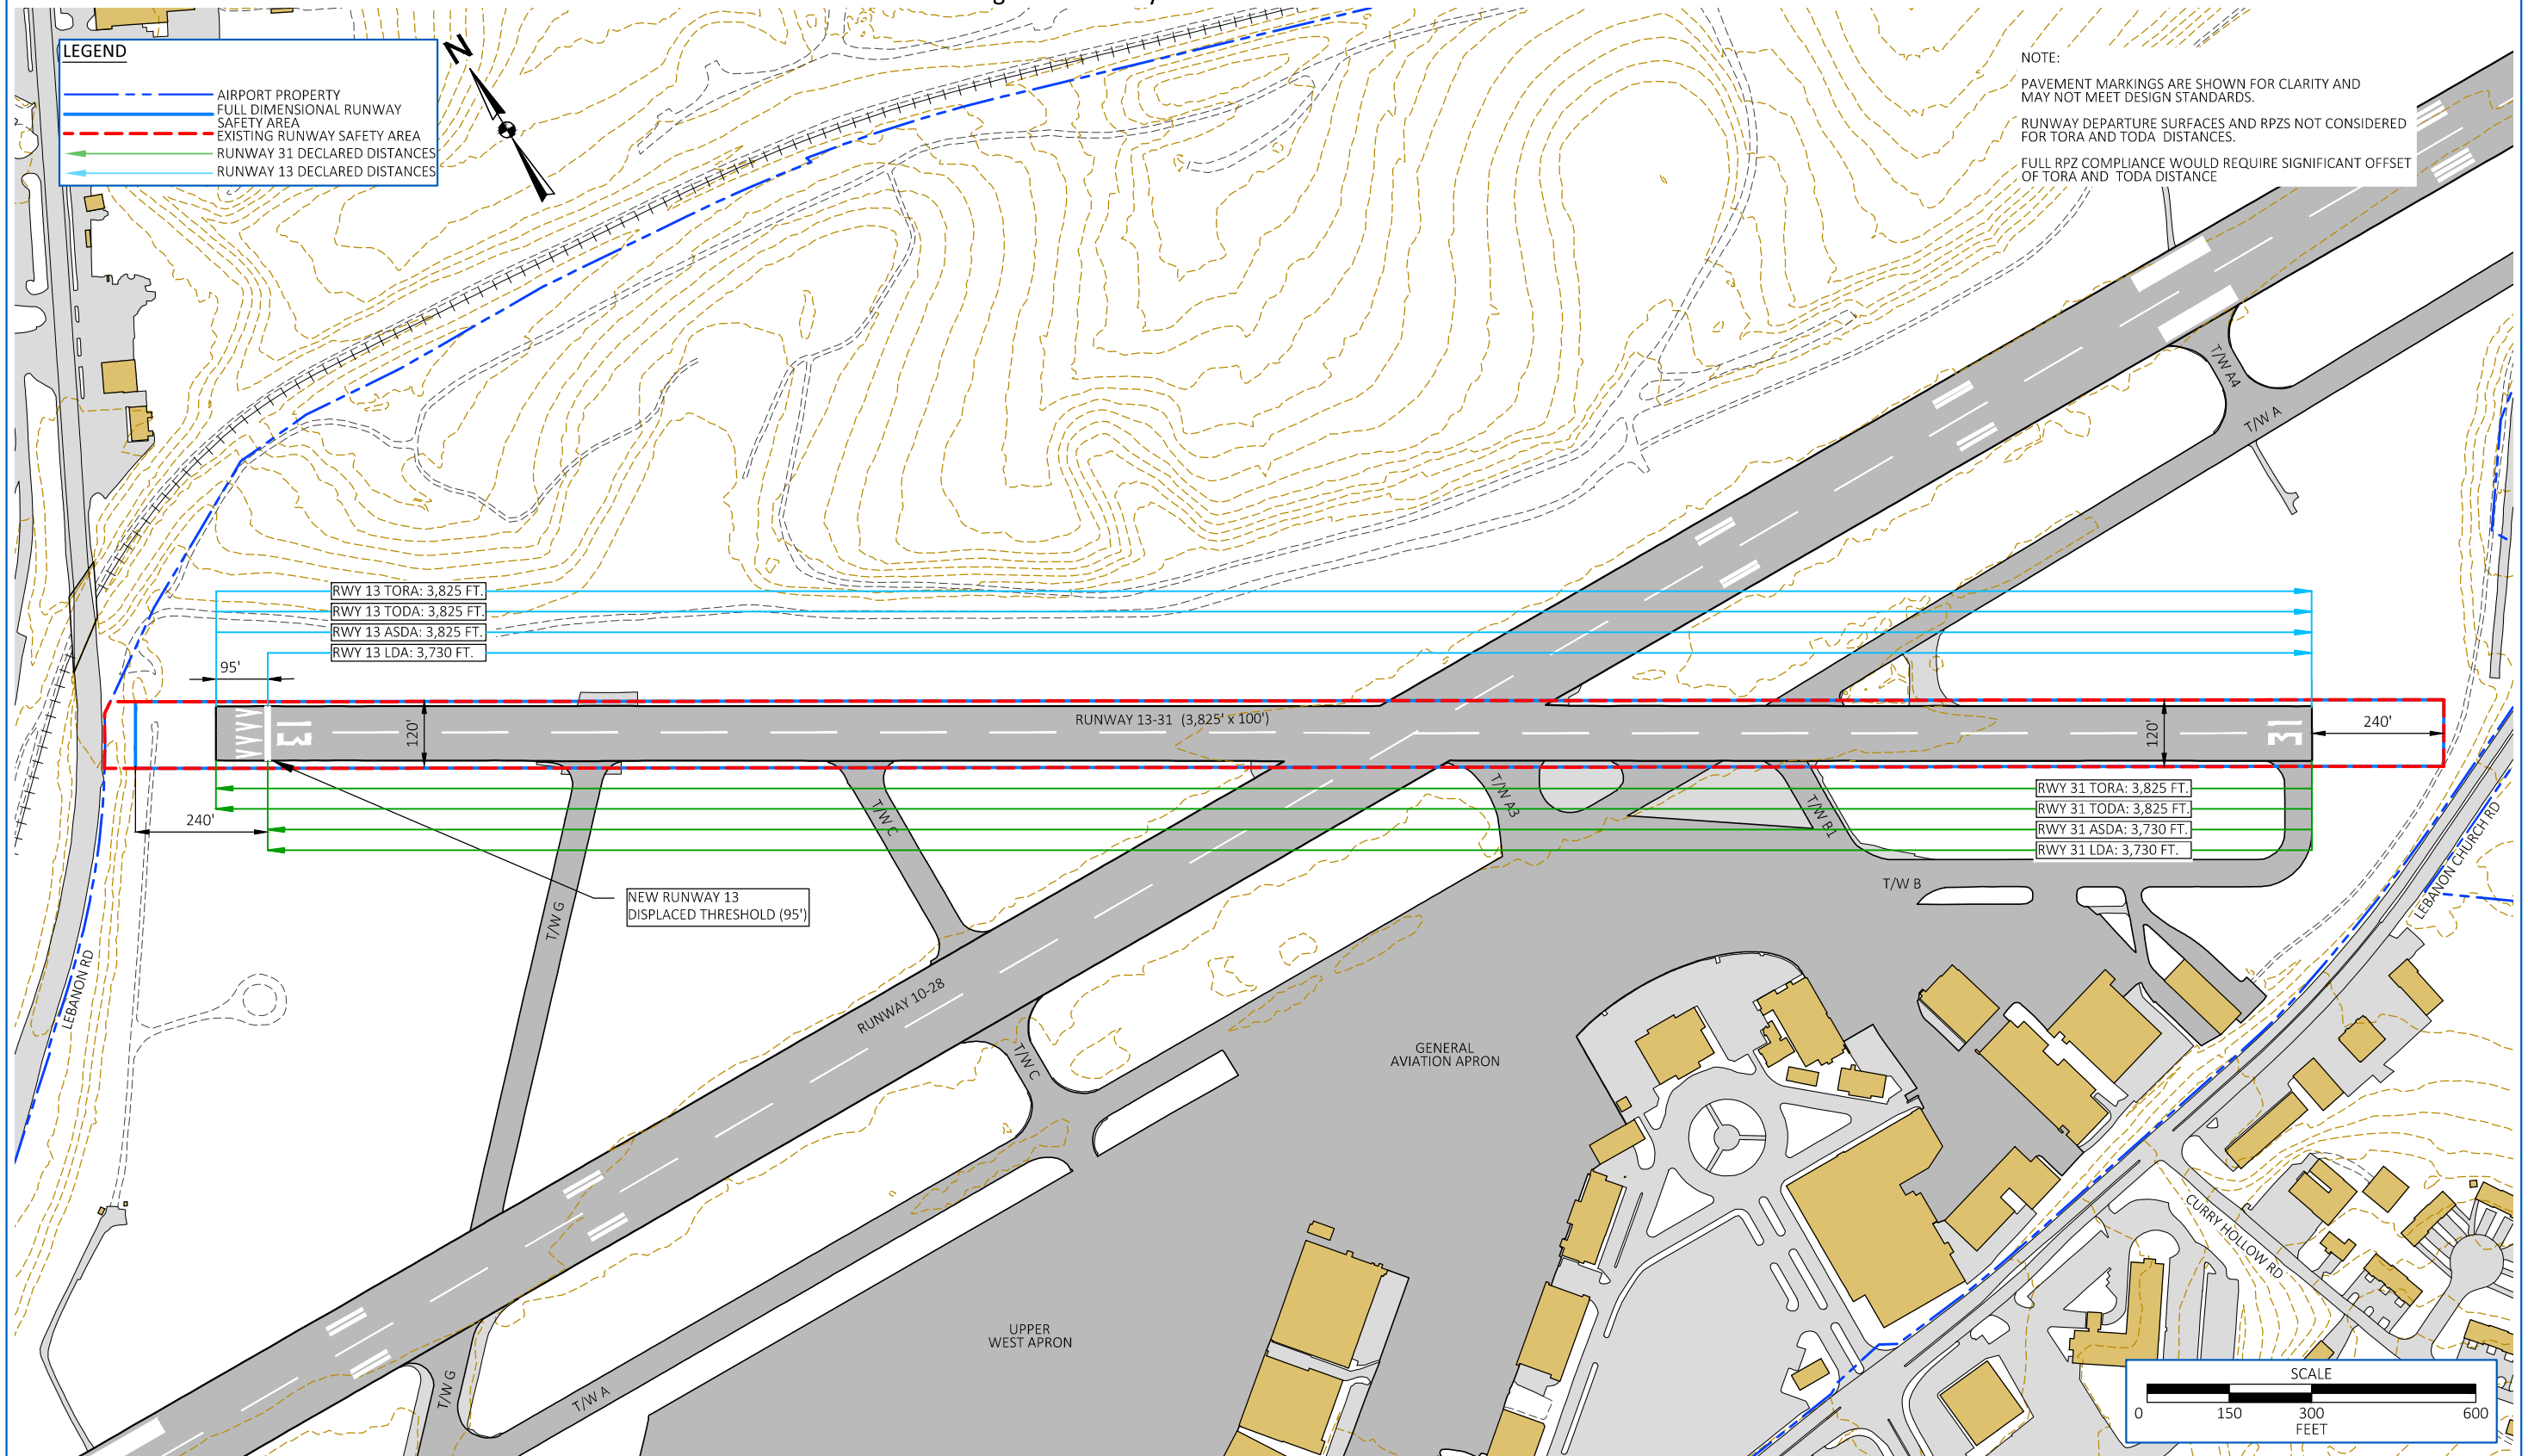 LEGEND
AIRPORT PROPERTY
FULL DIMENSIONAL RUNWAY
SAFETY AREA
EXISTING RUNWAY SAFETY AREA
RUNWAY 31 DECLARED DISTANCES
RUNWAY 13 DECLARED DISTANCES
N
NOTE:
PAVEMENT MARKINGS ARE SHOWN FOR CLARITY AND
MAY NOT MEET DESIGN STANDARDS.
RUNWAY DEPARTURE SURFACES AND RPZS NOT CONSIDERED
FOR TORA AND TODA DISTANCES.
FULL RPZ COMPLIANCE WOULD REQUIRE SIGNIFICANT OFFSET
OF TORA AND TODA DISTANCE
T/W A4
T/W A
RWY 13 TORA: 3,825 FT.
RWY 13 TODA: 3,825 FT.
RWY 13 ASDA: 3,825 FT.
RWY 13 LDA: 3,730 FT.
95'
13
120'
RUNWAY 13-31 (3,825' x 100')
120'
31
240'
240'
T/W C
T/W A3
T/W B1
RWY 31 TORA: 3,825 FT.
RWY 31 TODA: 3,825 FT.
RWY 31 ASDA: 3,730 FT.
RWY 31 LDA: 3,730 FT.
NEW RUNWAY 13
DISPLACED THRESHOLD (95')
T/W G
T/W B
LEBANON CHURCH RD
LEBANON RD
RUNWAY 10-28
T/W C
GENERAL
AVIATION APRON
CURRY HOLLOW RD
UPPER
WEST APRON
T/W G
T/W A
SCALE
0 150 300 600
FEET